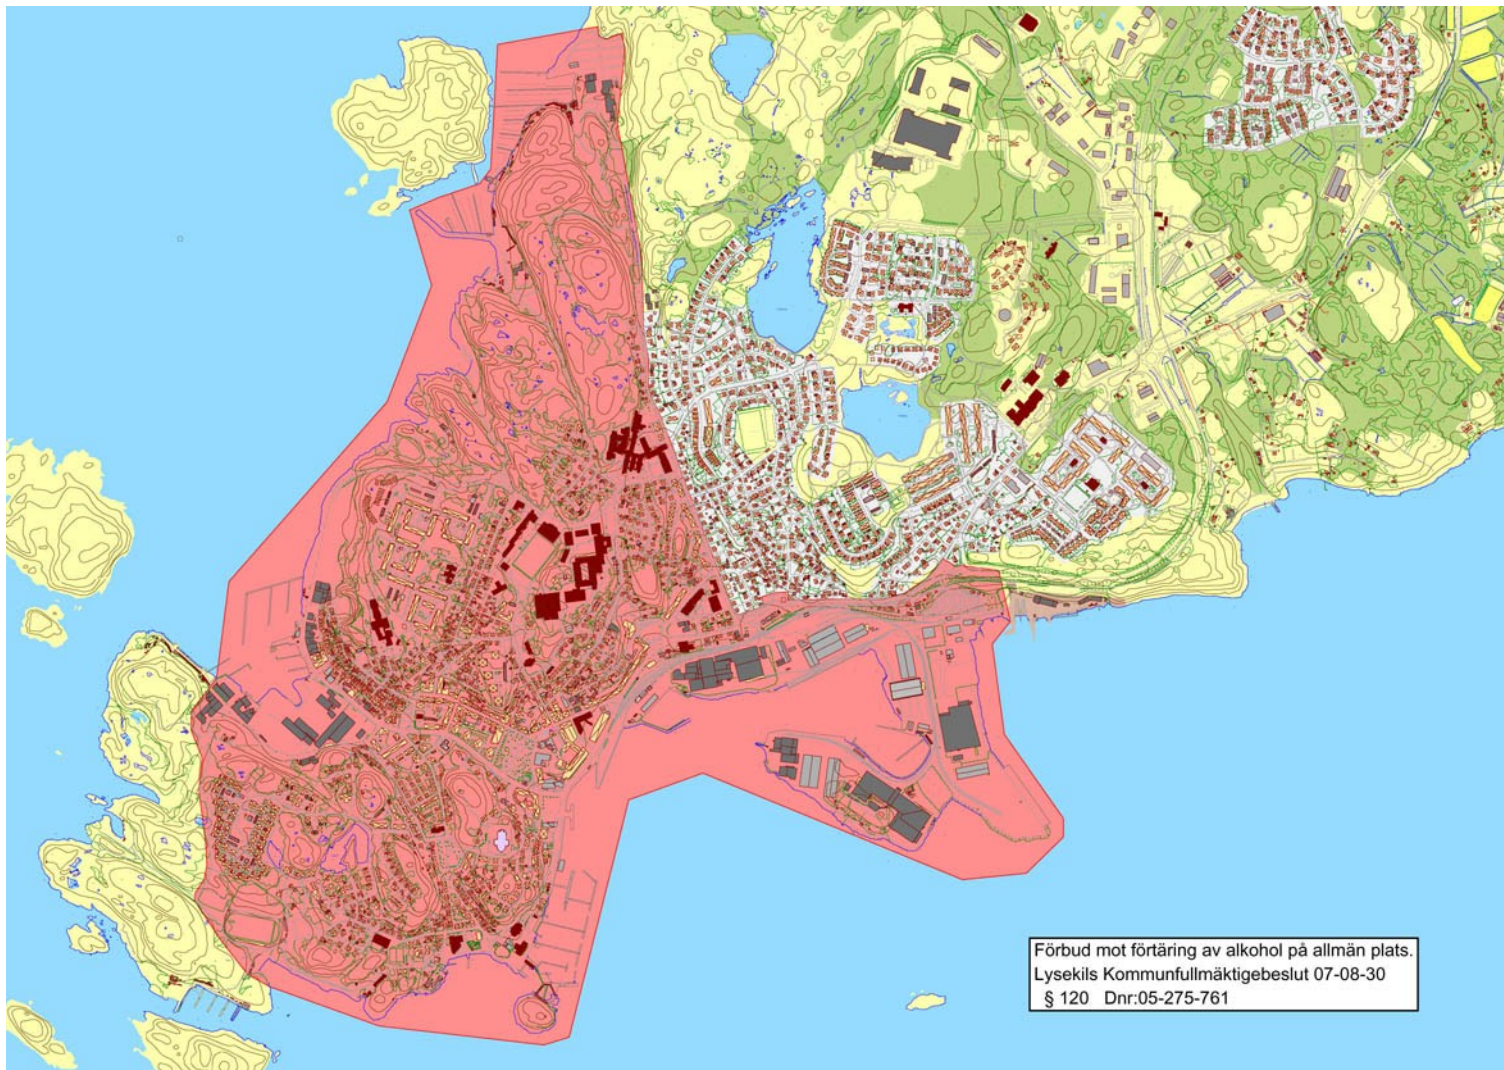 Förbud mot förtäring av alkohol på allmän plats.
Lysekils Kommunfullmäktigebeslut 07-08-30
§ 120 Dnr:05-275-761